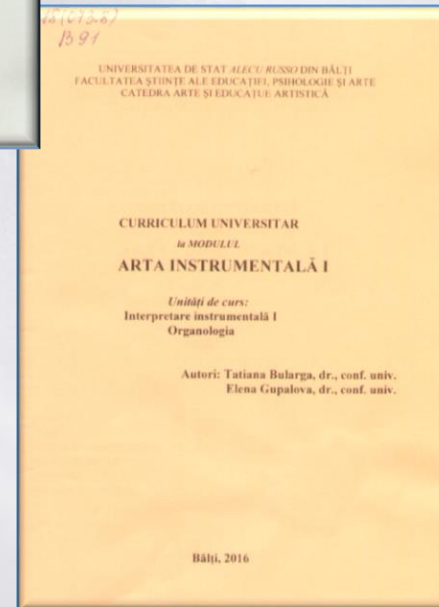 B 91
UNIVERSITATEA DE STAT ALECU RUSSO DIN BĂLȚI
FACULTATEA ȘTIINȚE ALE EDUCAȚIEI, PSIHOLOGIE ȘI ARTE
CATEDRA ARTE ȘI EDUCAȚUE ARTISTICĂ
CURRICULUM UNIVERSITAR
la MODULUL
ARTA INSTRUMENTALĂ I
Unități de curs:
Interpretare instrumentală I
Organologia
Autori: Tatiana Bularga, dr., conf. univ.
Elena Gupalova, dr., conf. univ.
Bălți, 2016